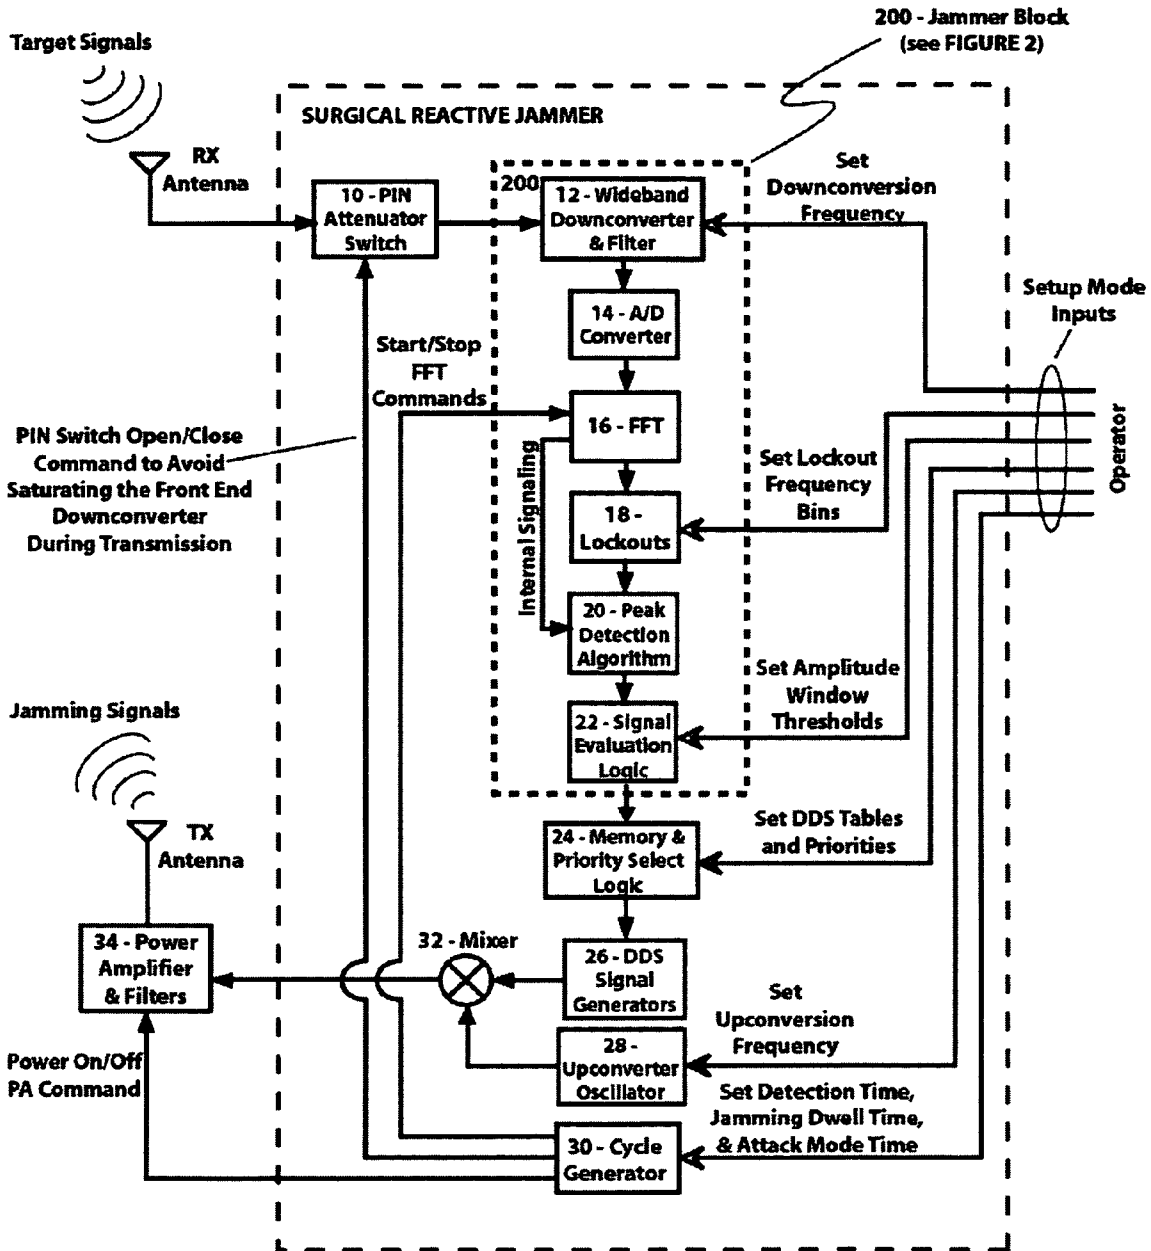 200 - Jammer Block
(see FIGURE 2)
Target Signals
SURGICAL REACTIVE JAMMER
RX
Antenna
10 - PIN
Attenuator
Switch
200
12 - Wideband
Downconverter
& Filter
Set
Downconversion
Frequency
14 - A/D
Converter
Setup Mode
Inputs
Start/Stop
FFT
Commands
16 - FFT
PIN Switch Open/Close
Command to Avoid
Saturating the Front End
Downconverter
During Transmission
Internal Signaling
Set Lockout
Frequency
Bins
Operator
18 -
Lockouts
20 - Peak
Detection
Algorithm
Set Amplitude
Window
Thresholds
Jamming Signals
22 - Signal
Evaluation
Logic
TX
Antenna
24 - Memory &
Priority Select
Logic
Set DDS Tables
and Priorities
34 - Power
Amplifier
& Filters
32 - Mixer
26 - DDS
Signal
Generators
Set
Upconversion
Frequency
28 -
Upconverter
Oscillator
Power On/Off
PA Command
Set Detection Time,
Jamming Dwell Time,
& Attack Mode Time
30 - Cycle
Generator